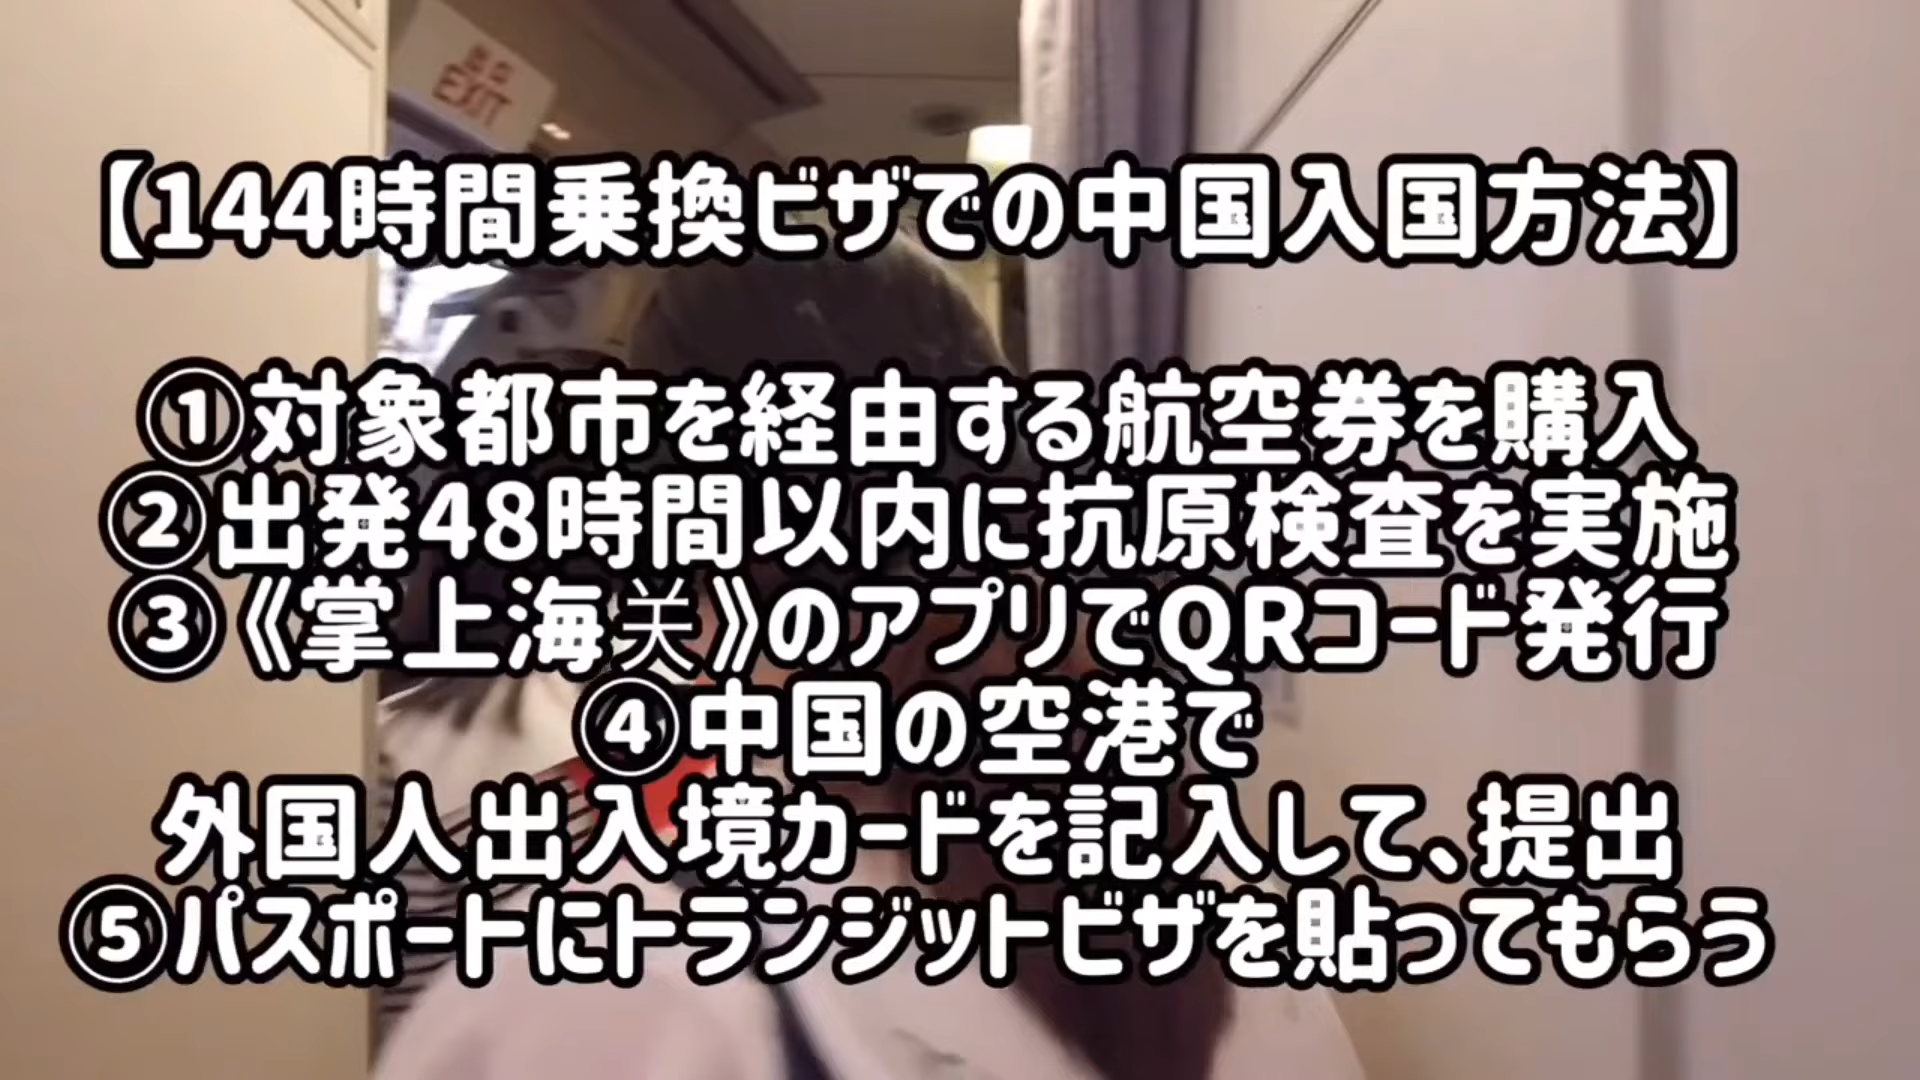 出口
EXIT
【144時間乗換ビザでの中国入国方法】
①対象都市を経由する航空券を購入
②出発48時間以内に抗原検査を実施
③《掌上海关》のアプリでQRコード発行
④中国の空港で
外国人出入境カードを記入して、提出
⑤パスポートにトランジットビザを貼ってもらう